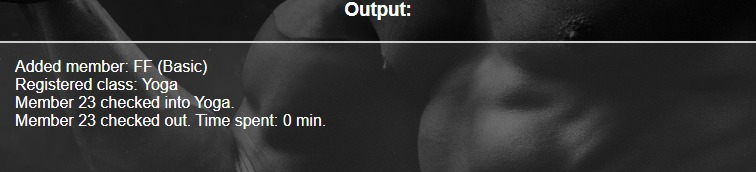 Output:
Added member: FF (Basic)
Registered class: Yoga
Member 23 checked into Yoga.
Member 23 checked out. Time spent: 0 min.